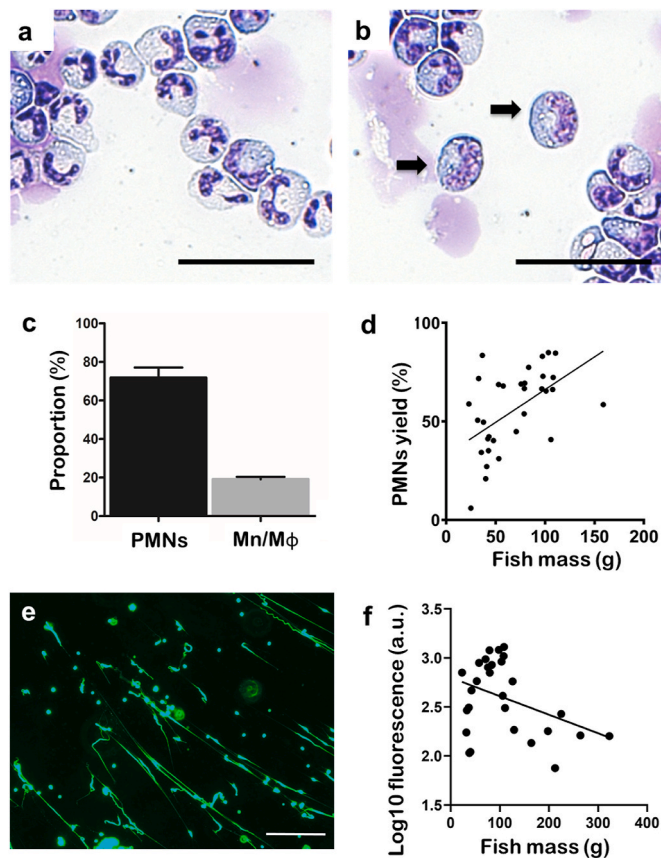 a
b
c
Proportion (%)
100
80
60
40
20
0
PMNs
Mn/Mϕ
d
PMNs yield (%)
100
50
0
0
50
100
150
200
Fish mass (g)
e
f
Log10 fluorescence (a.u.)
3.5
3.0
2.5
2.0
1.5
0
100
200
300
400
Fish mass (g)